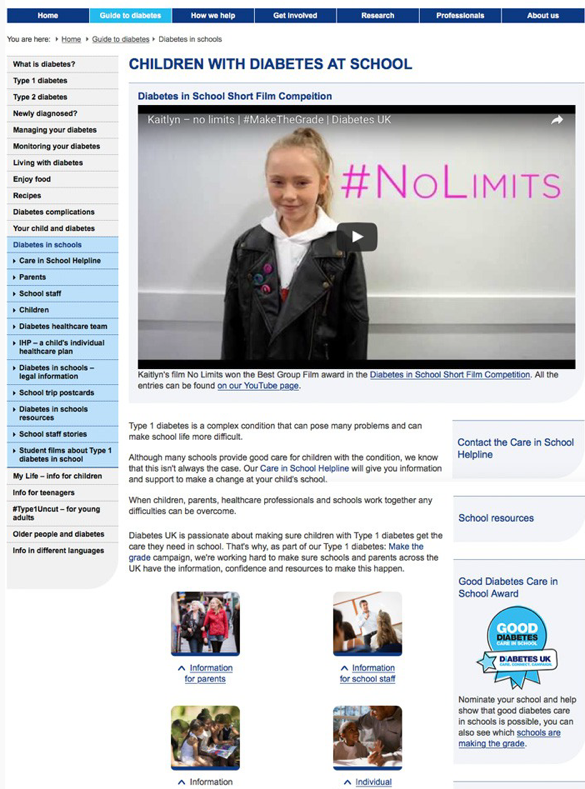 Home
Guide to diabetes
How we help
Get involved
Research
Professionals
About us
You are here: Home Guide to diabetes Diabetes in schools
What is diabetes?
Type 1 diabetes
Type 2 diabetes
Newly diagnosed?
Managing your diabetes
Monitoring your diabetes
Living with diabetes
Enjoy food
Recipes
Diabetes complications
Your child and diabetes
Diabetes in schools
Care in School Helpline
Parents
School staff
Children
Diabetes healthcare team
IHP – a child's individual
healthcare plan
Diabetes in schools –
legal information
School trip postcards
Diabetes in schools
resources
School staff stories
Student films about Type 1
diabetes in school
My Life – info for children
Info for teenagers
#Type1Uncut – for young
adults
Older people and diabetes
Info in different languages
CHILDREN WITH DIABETES AT SCHOOL
Diabetes in School Short Film Compeition
Kaitlyn – no limits | #MakeTheGrade | Diabetes UK
#NOLIMITS
Kaitlyn's film No Limits won the Best Group Film award in the Diabetes in School Short Film Competition. All the
entries can be found on our YouTube page.
Type 1 diabetes is a complex condition that can pose many problems and can
make school life more difficult.
Although many schools provide good care for children with the condition, we know
that this isn't always the case. Our Care in School Helpline will give you information
and support to make a change at your child's school.
When children, parents, healthcare professionals and schools work together any
difficulties can be overcome.
Diabetes UK is passionate about making sure children with Type 1 diabetes get the
care they need in school. That's why, as part of our Type 1 diabetes: Make the
grade campaign, we're working hard to make sure schools and parents across the
UK have the information, confidence and resources to make this happen.
Information
for parents
Information
for school staff
Information
Individual
Contact the Care in School
Helpline
School resources
Good Diabetes Care in
School Award
GOOD
DIABETES
CARE IN SCHOOL
DIABETES UK
CARE. CONNECT. CAMPAIGN.
Nominate your school and help
show that good diabetes care
in schools is possible, you can
also see which schools are
making the grade.